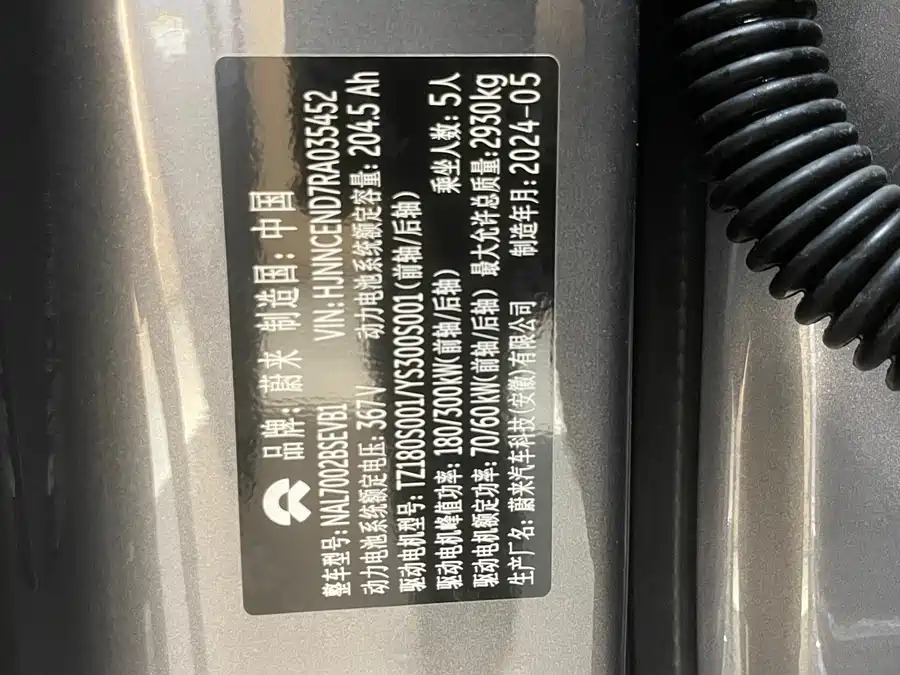 品牌: 蔚来 制造国: 中国
整车型号: NAL7002BSEVB1 VIN: HJNNCEND7RA035452
动力电池系统额定电压: 367 V 动力电池系统额定容量: 204.5 Ah
驱动电机型号: TZ180S001/YS300S001(前轴/后轴)
驱动电机峰值功率: 180/300kW(前轴/后轴) 乘坐人数: 5人
驱动电机额定功率: 70/60kW(前轴/后轴) 最大允许总质量: 2930kg
生产厂名: 蔚来汽车科技(安徽)有限公司 制造年月: 2024-05